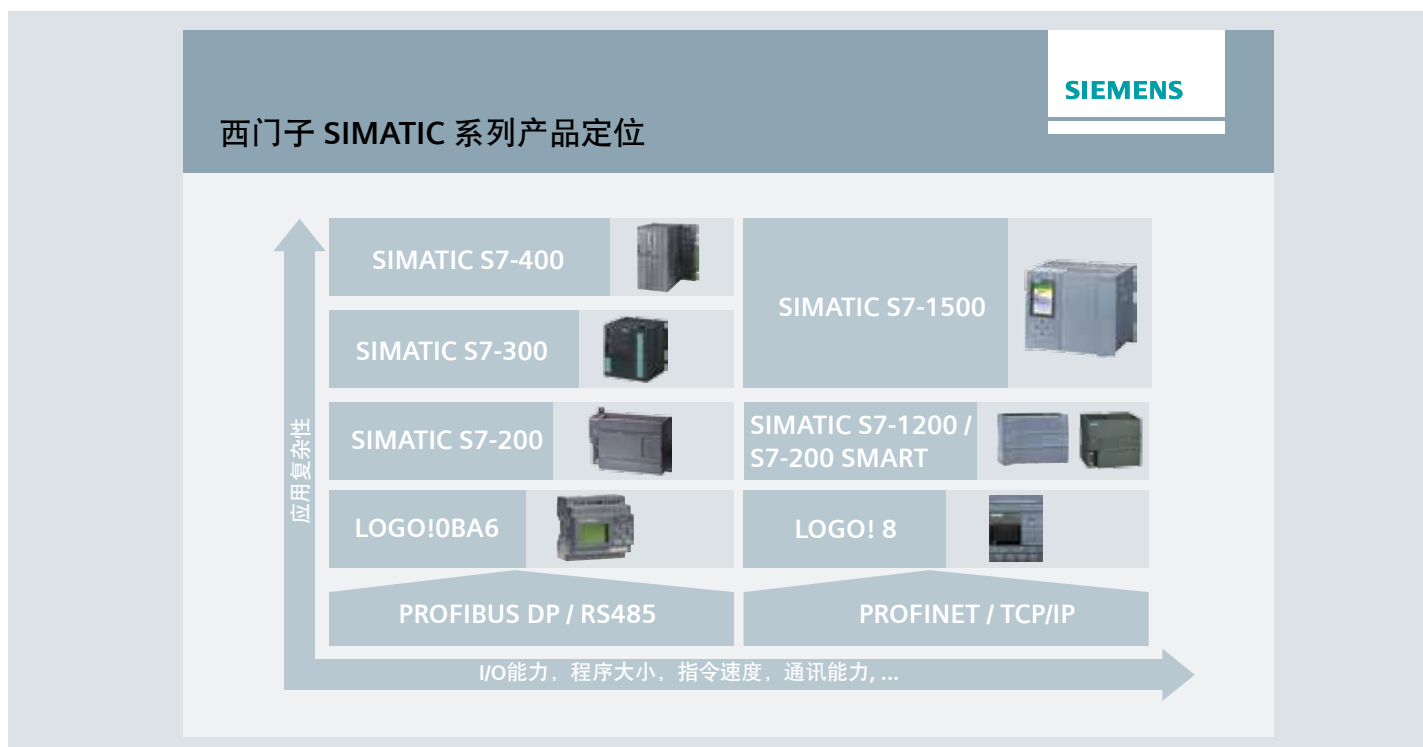 SIEMENS
西门子 SIMATIC 系列产品定位
SIMATIC S7-400
SIMATIC S7-1500
SIMATIC S7-300
SIMATIC S7-200
SIMATIC S7-1200 /
S7-200 SMART
应用复杂性
LOGO!0BA6
LOGO! 8
PROFIBUS DP / RS485
PROFINET / TCP/IP
I/O能力，程序大小，指令速度，通讯能力, ...